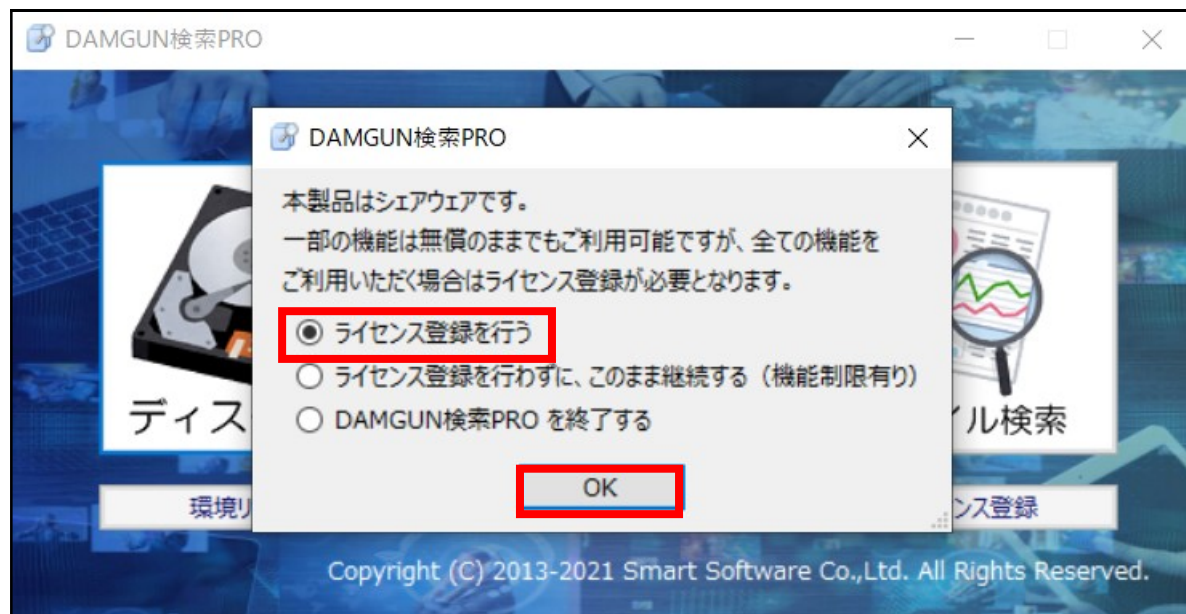 DAMGUN検索PRO
DAMGUN検索PRO
本製品はシェアウェアです。
一部の機能は無償のままでもご利用可能ですが、全ての機能を
ご利用いただく場合はライセンス登録が必要となります。
ライセンス登録を行う
ライセンス登録を行わずに、このまま継続する（機能制限有り）
DAMGUN検索PRO を終了する
OK
ディス
ル検索
環境リ
ンス登録
Copyright (C) 2013-2021 Smart Software Co.,Ltd. All Rights Reserved.